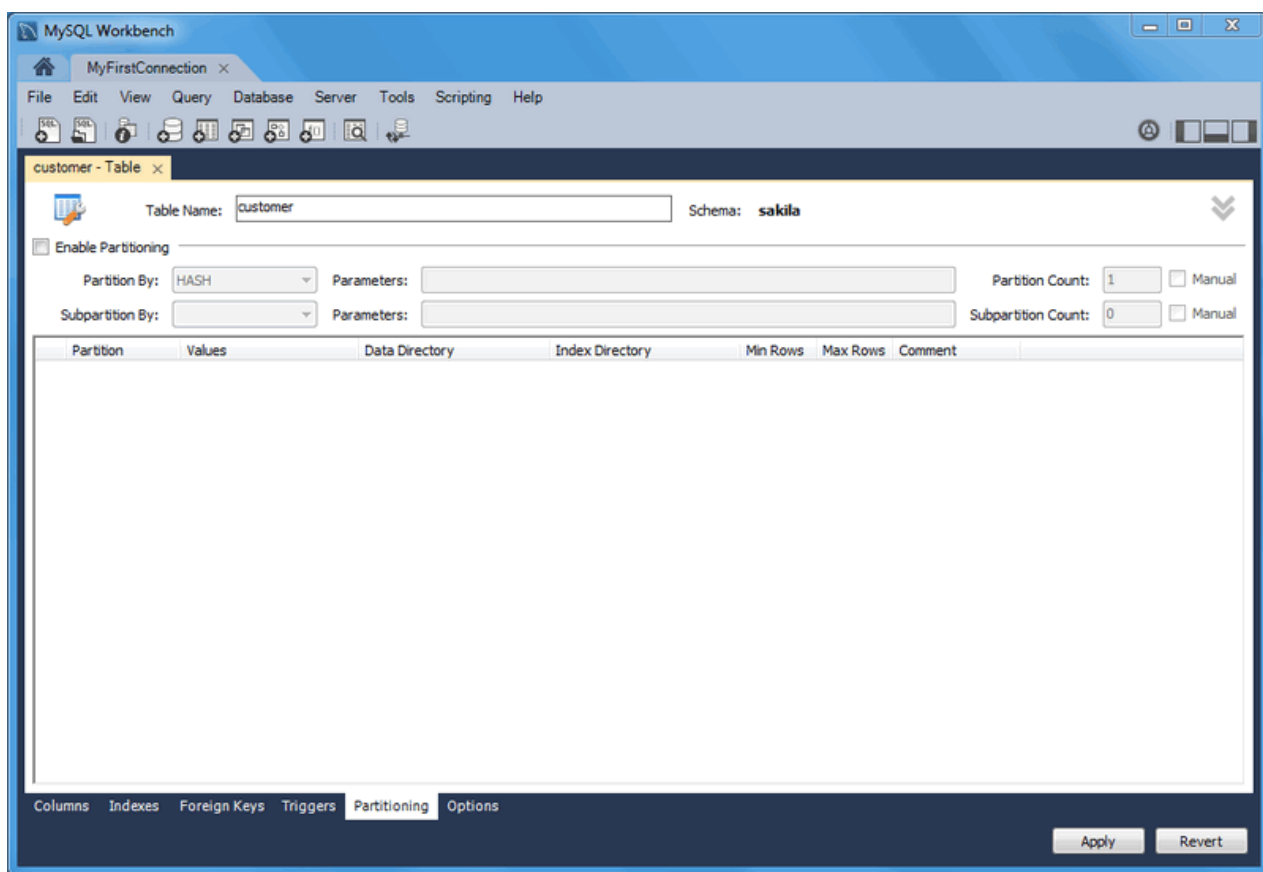 MySQL Workbench
MyFirstConnection
File Edit View Query Database Server Tools Scripting Help
customer - Table
Table Name: customer Schema: sakila
Enable Partitioning
Partition By: HASH Parameters: Partition Count: 1 Manual
Subpartition By: Parameters: Subpartition Count: 0 Manual
Partition Values Data Directory Index Directory Min Rows Max Rows Comment
Columns Indexes Foreign Keys Triggers Partitioning Options
Apply Revert